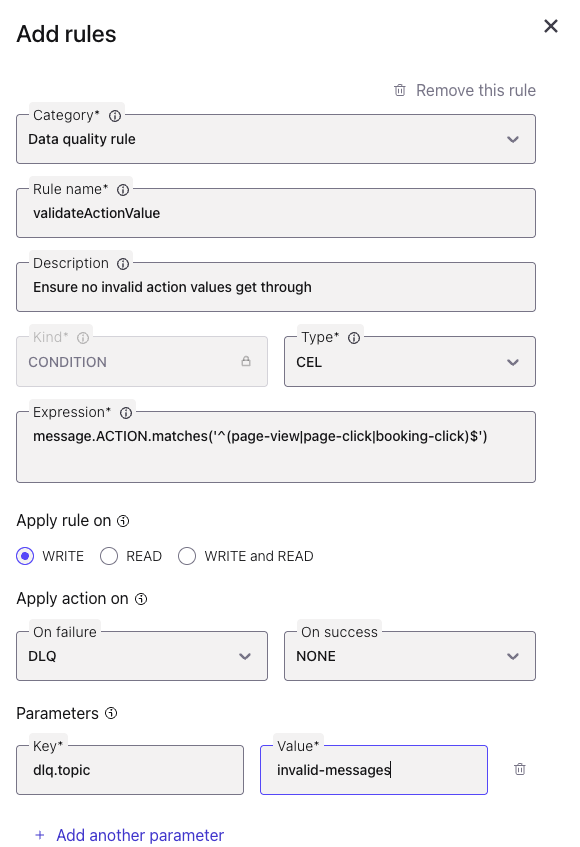 Add rules
Remove this rule
Category*
Data quality rule
Rule name*
validateActionValue
Description
Ensure no invalid action values get through
Kind*
CONDITION
Type*
CEL
Expression*
message.ACTION.matches('^(page-view|page-click|booking-click)$')
Apply rule on
WRITE READ WRITE and READ
Apply action on
On failure
DLQ
On success
NONE
Parameters
Key*
dlq.topic
Value*
invalid-messages
+ Add another parameter